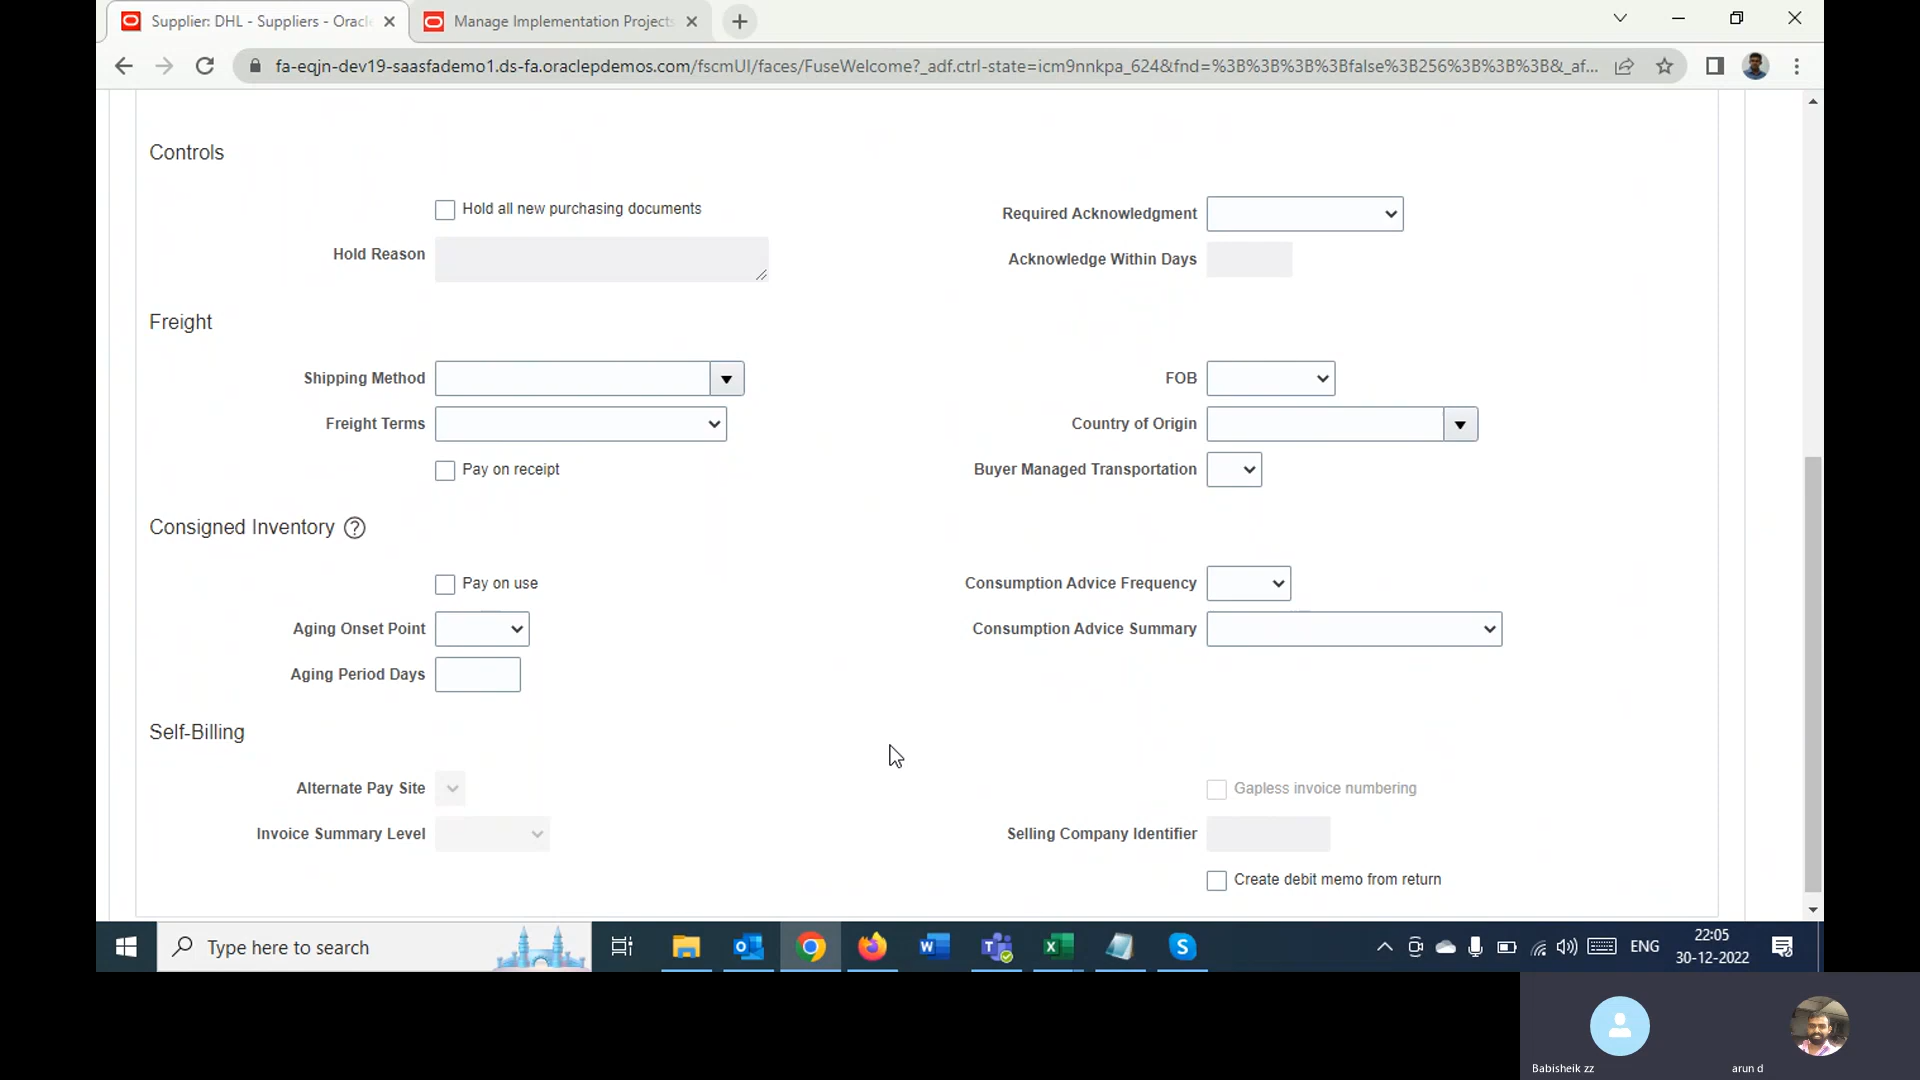 Supplier: DHL - Suppliers - Oracle
Manage Implementation Projects
fa-eqjn-dev19-saasfademo1.ds-fa.oraclepdemos.com/fscmUI/faces/FuseWelcome?_adf.ctrl-state=icm9nnkpa_624&fnd=%3B%3B%3B%3Bfalse%3B256%3B%3B%3B&_af...
Controls
Hold all new purchasing documents
Required Acknowledgment
Hold Reason
Acknowledge Within Days
Freight
Shipping Method
FOB
Freight Terms
Country of Origin
Pay on receipt
Buyer Managed Transportation
Consigned Inventory ?
Pay on use
Consumption Advice Frequency
Aging Onset Point
Consumption Advice Summary
Aging Period Days
Self-Billing
Alternate Pay Site
Gapless invoice numbering
Invoice Summary Level
Selling Company Identifier
Create debit memo from return
Type here to search
ENG
22:05
30-12-2022
Babisheik zz
arun d